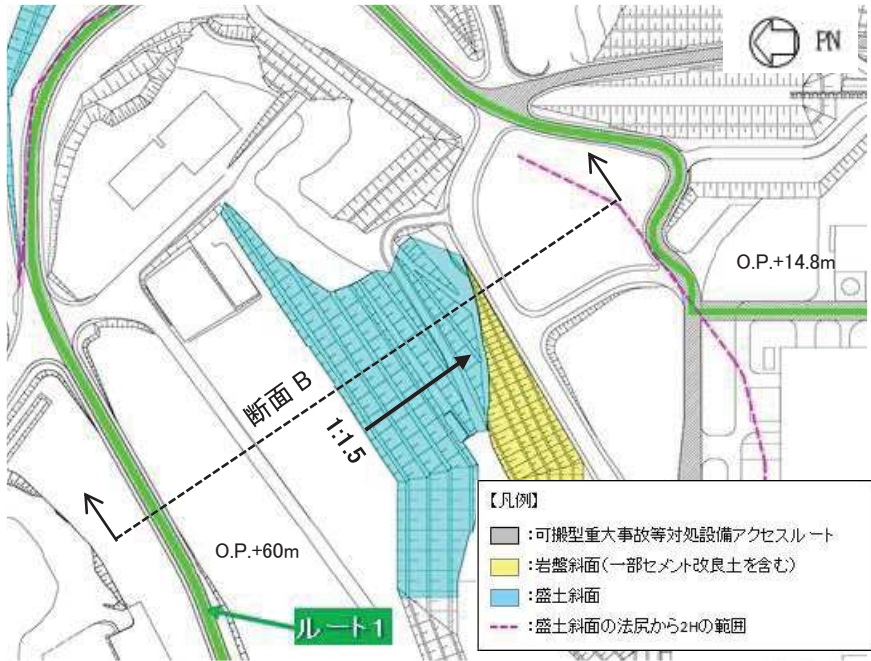 PN
O.P.+14.8m
断面 B
1:1.5
O.P.+60m
ルート1
【凡例】
:可搬型重大事故等対処設備アクセスルート
:岩盤斜面(一部セメント改良土を含む)
:盛土斜面
:盛土斜面の法尻から2Hの範囲